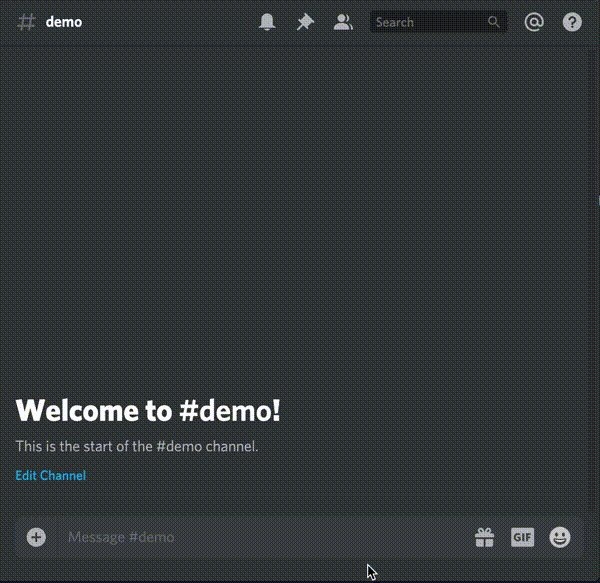 # demo
Search
Welcome to #demo!
This is the start of the #demo channel.
Edit Channel
Message #demo
GIF